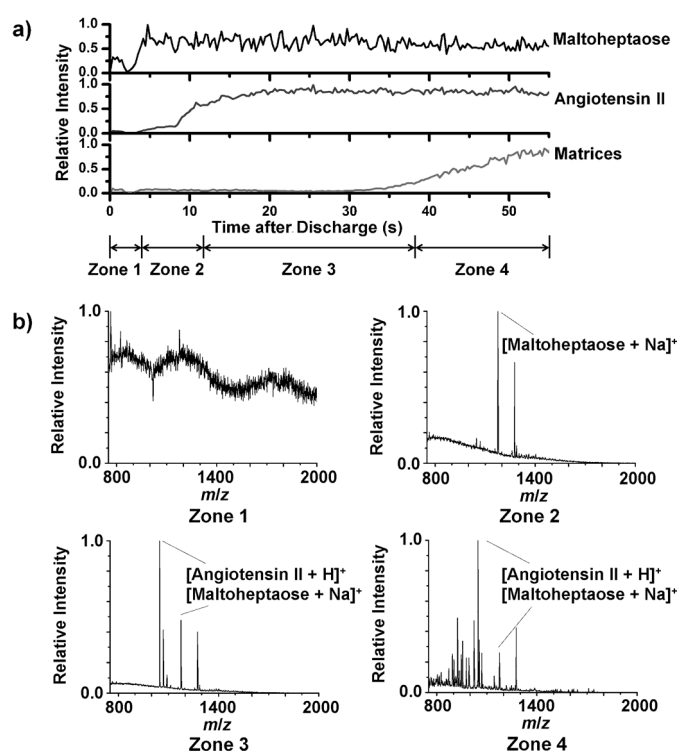 a)
1.0
0.5
0.0
Maltoheptaose
1.0
0.5
0.0
Angiotensin II
1.0
0.5
0.0
Matrices
Relative Intensity
0 10 20 30 40 50
Time after Discharge (s)
Zone 1 Zone 2 Zone 3 Zone 4
b)
1.0
0.0
Relative Intensity
800 1400 2000
m/z
Zone 1
1.0
0.0
Relative Intensity
[Maltoheptaose + Na]+
800 1400 2000
m/z
Zone 2
1.0
0.0
Relative Intensity
[Angiotensin II + H]+
[Maltoheptaose + Na]+
800 1400 2000
m/z
Zone 3
1.0
0.0
Relative Intensity
[Angiotensin II + H]+
[Maltoheptaose + Na]+
800 1400 2000
m/z
Zone 4